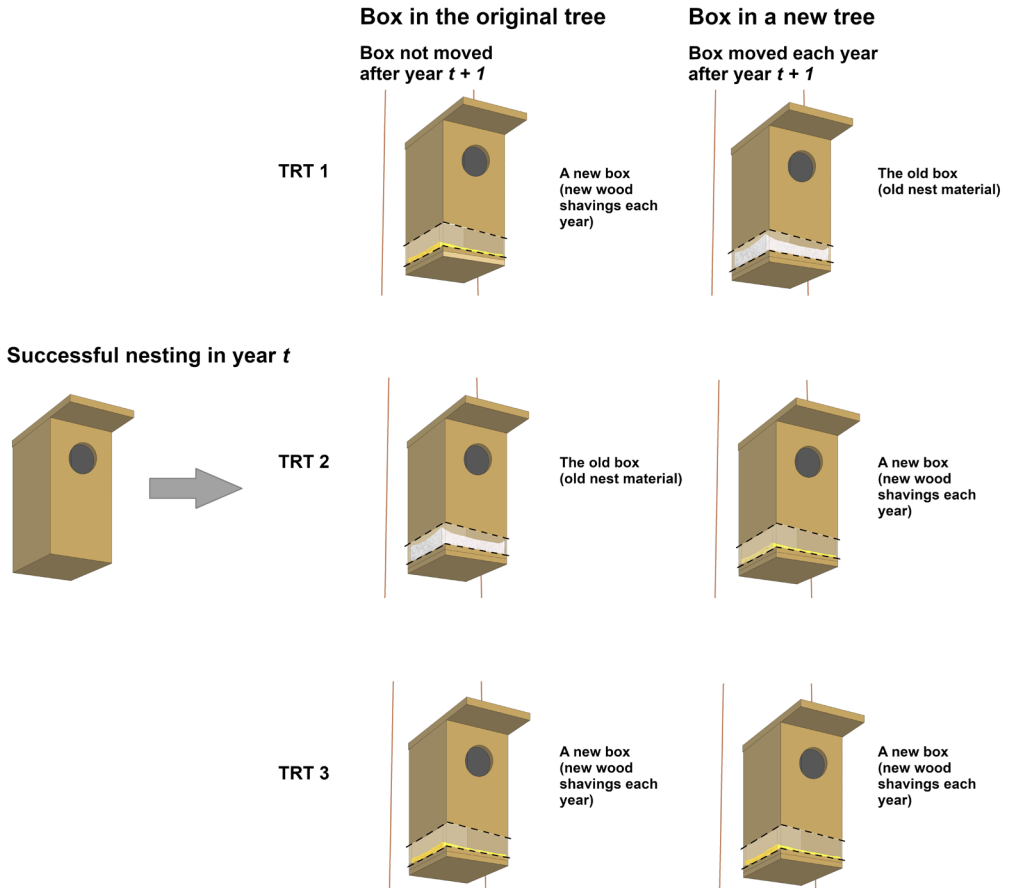 Box in the original tree
Box in a new tree
Box not moved
after year t + 1
Box moved each year
after year t + 1
TRT 1
A new box
(new wood
shavings each
year)
The old box
(old nest material)
Successful nesting in year t
TRT 2
The old box
(old nest material)
A new box
(new wood
shavings each
year)
TRT 3
A new box
(new wood
shavings each
year)
A new box
(new wood
shavings each
year)